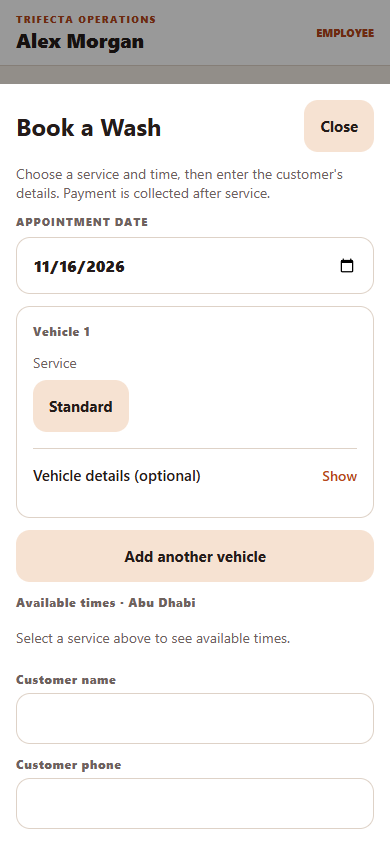 TRIFECTA OPERATIONS
Alex Morgan
EMPLOYEE
Book a Wash
Close
Choose a service and time, then enter the customer's
details. Payment is collected after service.
APPOINTMENT DATE
11/16/2026
Vehicle 1
Service
Standard
Vehicle details (optional)
Show
Add another vehicle
Available times · Abu Dhabi
Select a service above to see available times.
Customer name
Customer phone